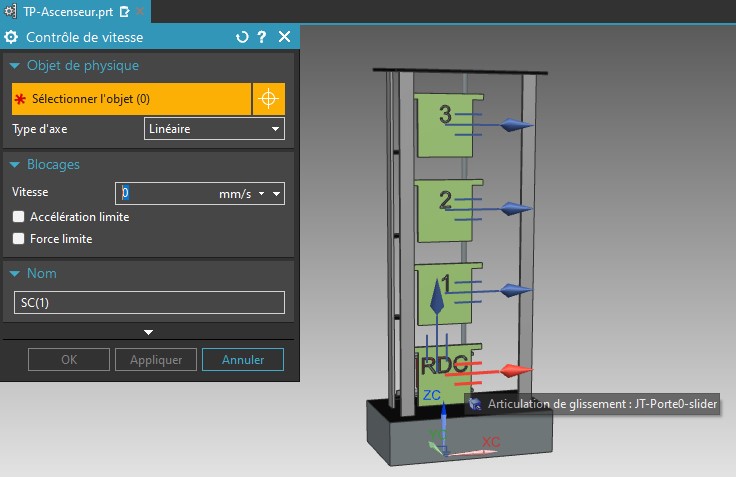 TP-Ascenseur.prt
Contrôle de vitesse
Objet de physique
* Sélectionner l'objet (0)
Type d'axe
Linéaire
Blocages
Vitesse
0
mm/s
Accélération limite
Force limite
Nom
SC(1)
OK
Appliquer
Annuler
3
2
1
RDC
ZC
Articulation de glissement : JT-Porte0-slider
YC
XC